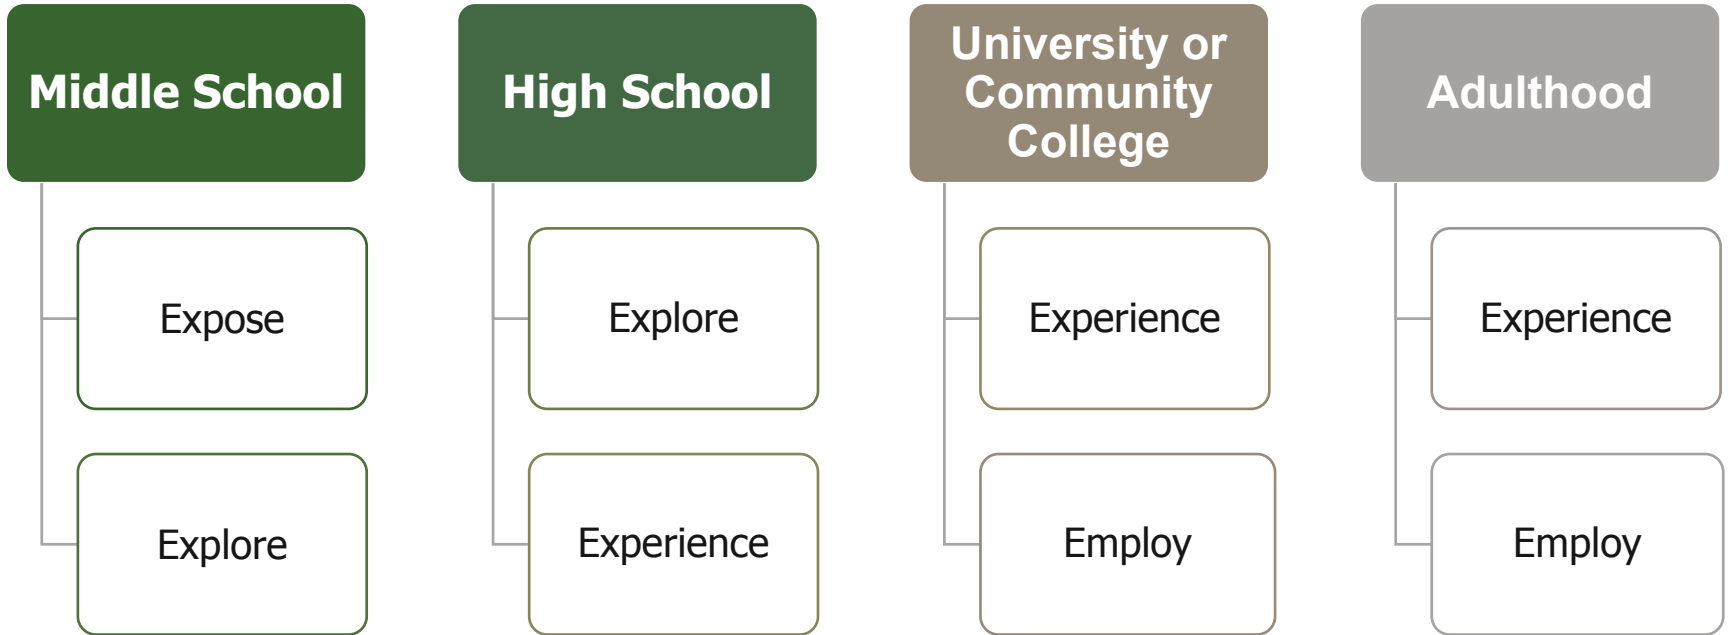 Middle School
Expose
Explore
High School
Explore
Experience
University or
Community
College
Experience
Employ
Adulthood
Experience
Employ